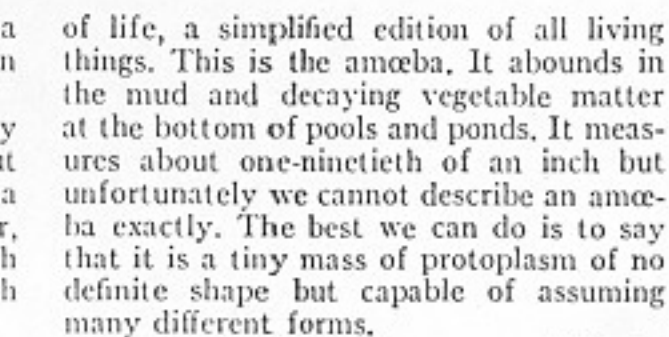 a of life, a simplified edition of all living
n things. This is the amœba. It abounds in
the mud and decaying vegetable matter
y at the bottom of pools and ponds. It meas-
ures about one-ninetieth of an inch but
a unfortunately we cannot describe an amœ-
r, ba exactly. The best we can do is to say
h that it is a tiny mass of protoplasm of no
h definite shape but capable of assuming
many different forms.